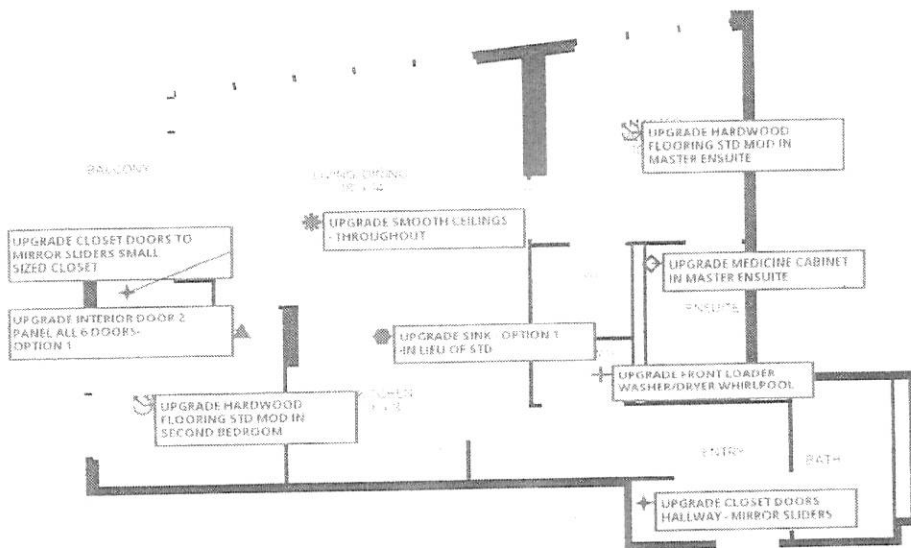 UPGRADE HARDWOOD
FLOORING STD MOD IN
MASTER ENSUITE
BALCONY
LIVING/DINING
UPGRADE SMOOTH CEILINGS
- THROUGHOUT
UPGRADE CLOSET DOORS TO
MIRROR SLIDERS SMALL
SIZED CLOSET
UPGRADE MEDICINE CABINET
IN MASTER ENSUITE
ENSUITE
UPGRADE INTERIOR DOOR 2
PANEL ALL 6 DOORS-
OPTION 1
UPGRADE SINK - OPTION 1
-IN LIEU OF STD
UPGRADE FRONT LOADER
WASHER/DRYER WHIRLPOOL
UPGRADE HARDWOOD
FLOORING STD MOD IN
SECOND BEDROOM
ENTRY
BATH
UPGRADE CLOSET DOORS
HALLWAY - MIRROR SLIDERS